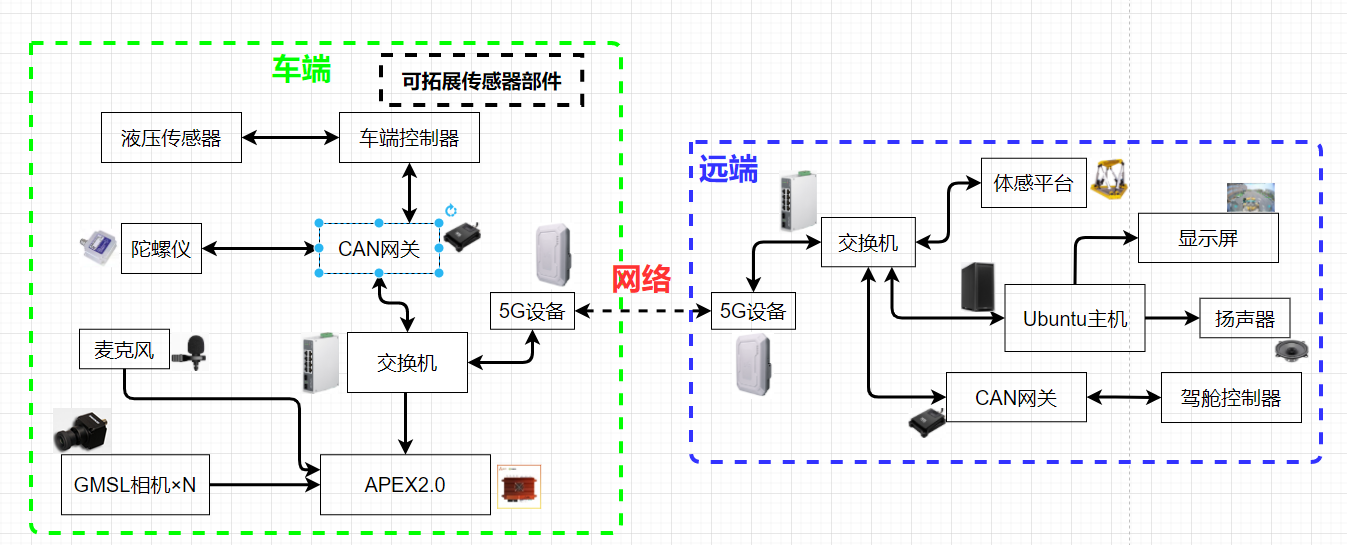 车端
可拓展传感器部件
液压传感器
车端控制器
陀螺仪
CAN网关
5G设备
麦克风
交换机
GMSL相机×N
APEX2.0
网络
远端
体感平台
交换机
显示屏
5G设备
Ubuntu主机
扬声器
CAN网关
驾舱控制器